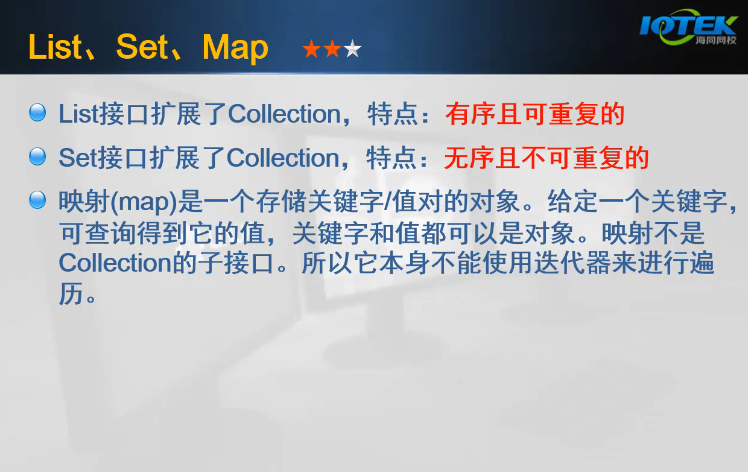 List、Set、Map
IOTEK
海同网校
List接口扩展了Collection，特点：有序且可重复的
Set接口扩展了Collection，特点：无序且不可重复的
映射(map)是一个存储关键字/值对的对象。给定一个关键字，
可查询得到它的值，关键字和值都可以是对象。映射不是
Collection的子接口。所以它本身不能使用迭代器来进行遍
历。